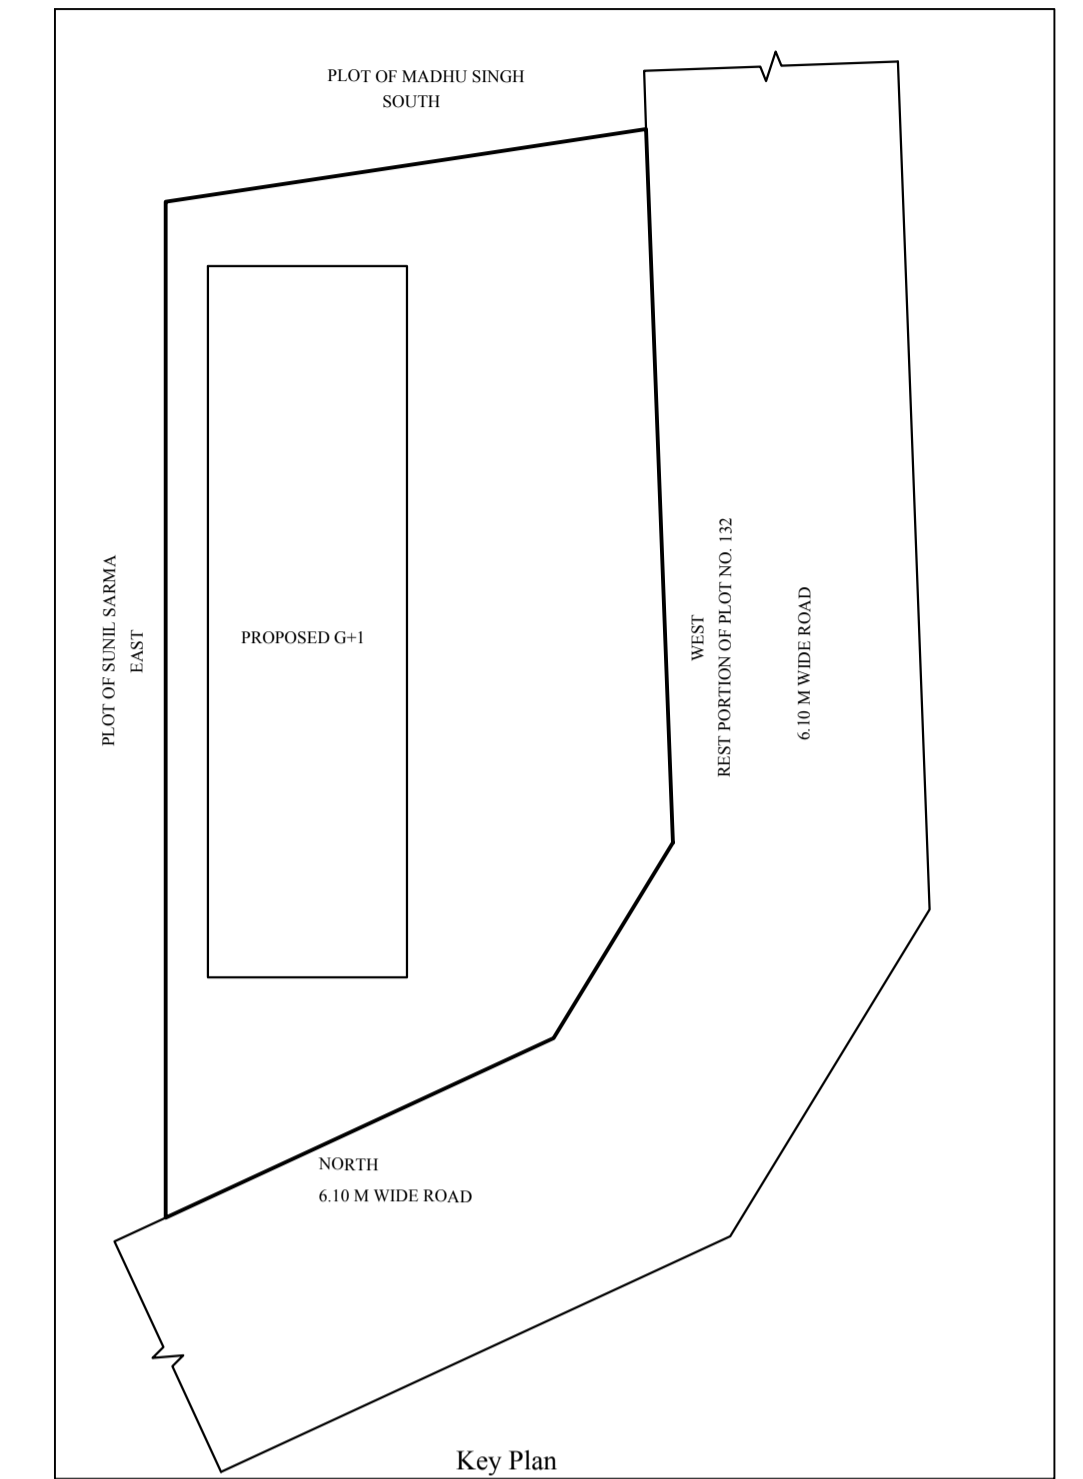 PLOT OF MADHU SINGH
SOUTH
PLOT OF SUNIL SARMA
EAST
PROPOSED G+1
WEST
REST PORTION OF PLOT NO. 132
6.10 M WIDE ROAD
NORTH
6.10 M WIDE ROAD
Key Plan